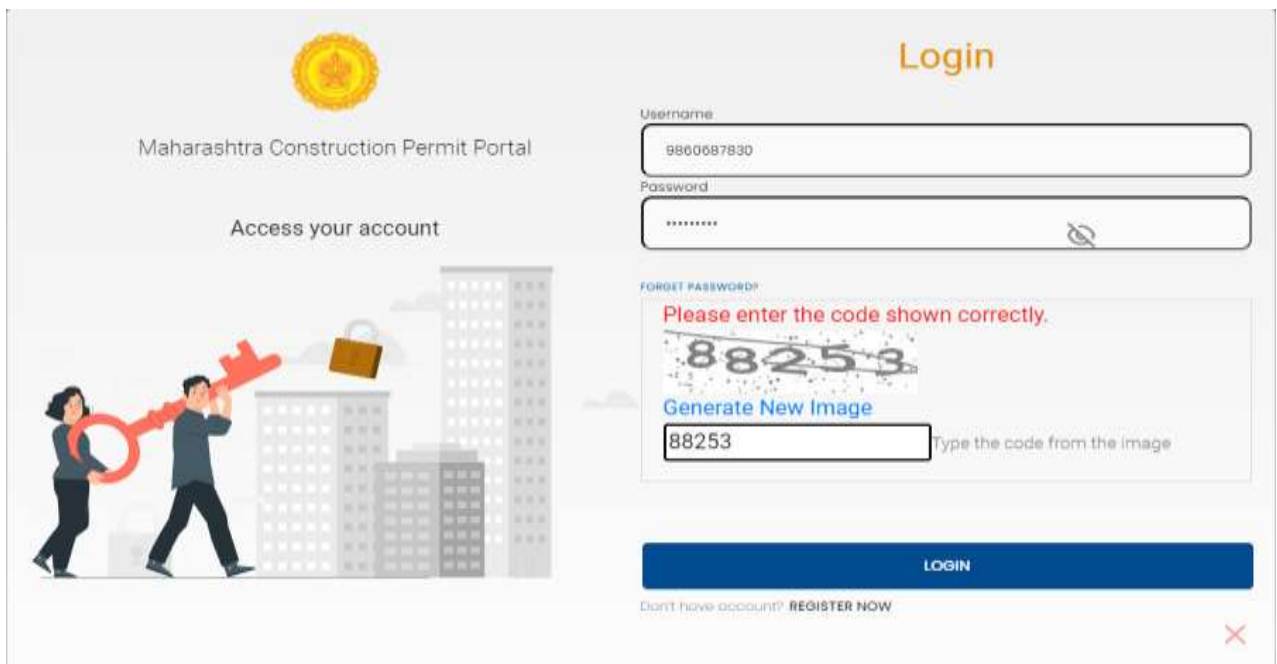 Maharashtra Construction Permit Portal
Access your account
Login
Username
9860687830
Password
•••••••••
FORGET PASSWORD?
Please enter the code shown correctly.
88253
Generate New Image
88253
Type the code from the image
LOGIN
Don't have account? REGISTER NOW